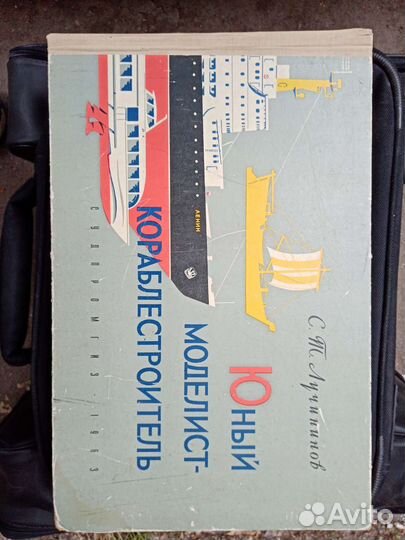 С. Т. Лучининов
Юный
МОДЕЛИСТ-
КОРАБЛЕСТРОИТЕЛЬ
ЛЕНИН
СУДПРОМГИЗ · 1963
Avito